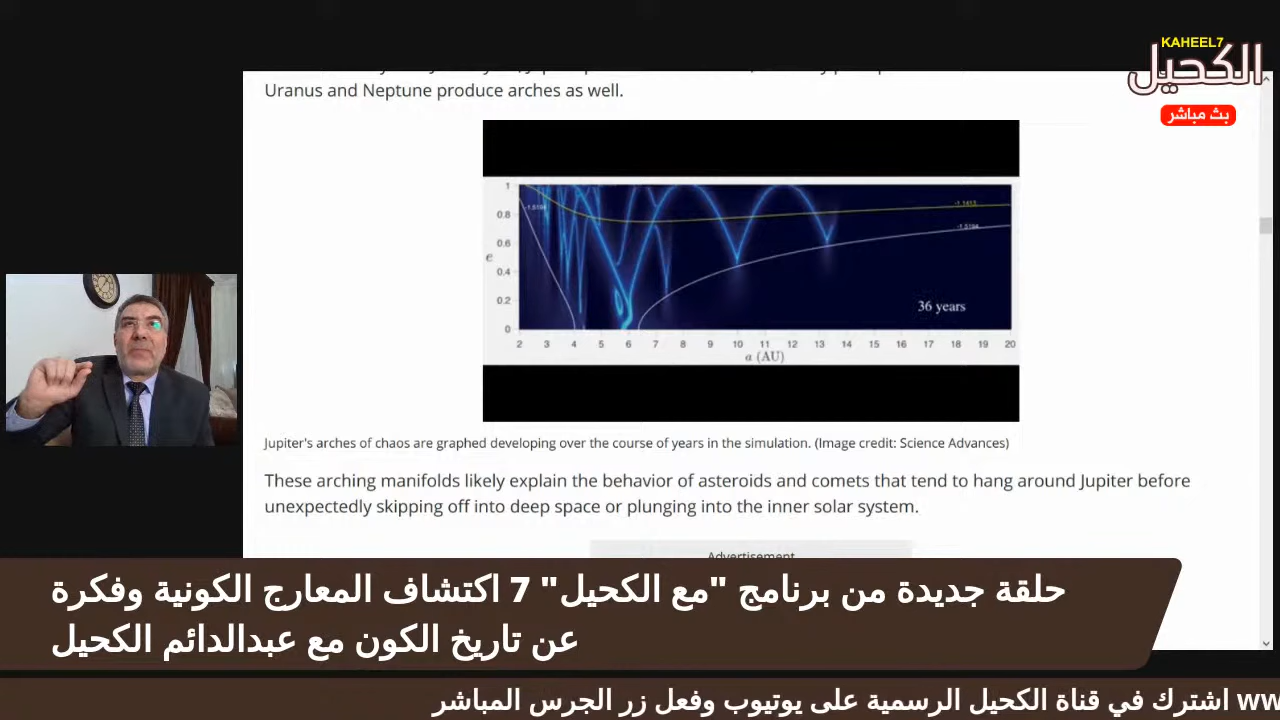 KAHEEL7
الكحيل
بث مباشر
Uranus and Neptune produce arches as well.
1
0.8
0.6
0.4
0.2
0
e
-1.5194
-1.1413
-1.5194
36 years
2 3 4 5 6 7 8 9 10 11 12 13 14 15 16 17 18 19 20
a (AU)
Jupiter's arches of chaos are graphed developing over the course of years in the simulation. (Image credit: Science Advances)
These arching manifolds likely explain the behavior of asteroids and comets that tend to hang around Jupiter before
unexpectedly skipping off into deep space or plunging into the inner solar system.
Advertisement
حلقة جديدة من برنامج "مع الكحيل" 7 اكتشاف المعارج الكونية وفكرة
عن تاريخ الكون مع عبدالدائم الكحيل
اشترك في قناة الكحيل الرسمية على يوتيوب وفعل زر الجرس المباشر